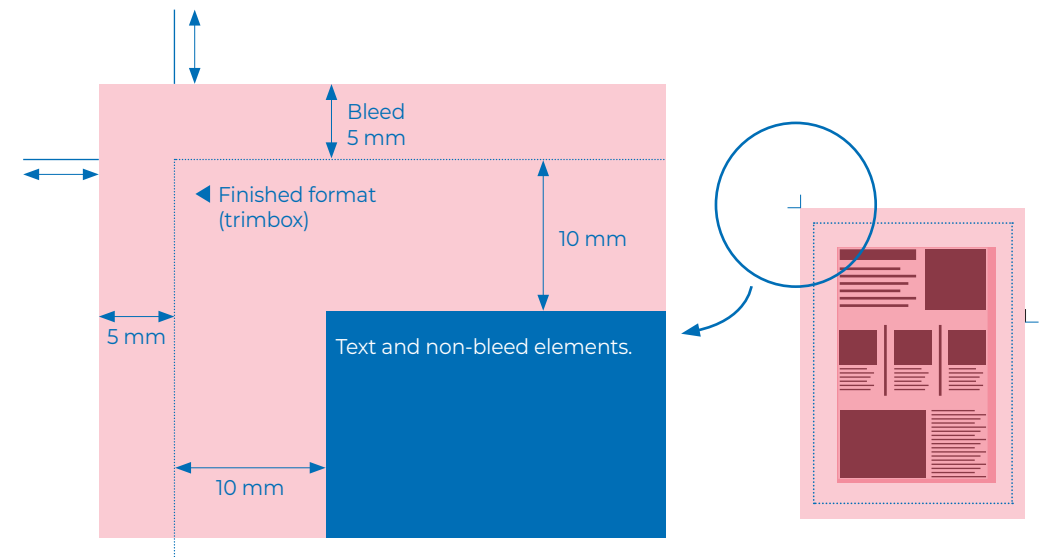 Bleed
5 mm
Finished format
(trimbox)
10 mm
5 mm
Text and non-bleed elements.
10 mm